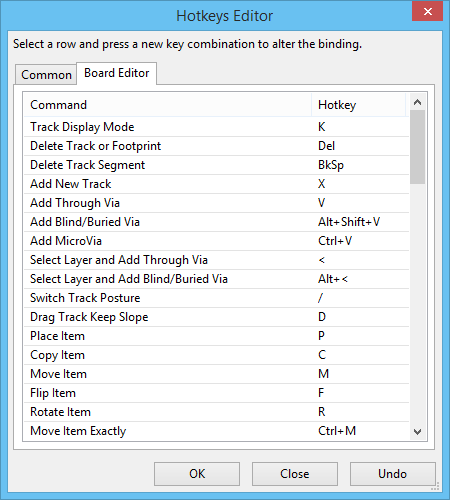 Hotkeys Editor
Select a row and press a new key combination to alter the binding.
Common Board Editor
Command Hotkey
Track Display Mode K
Delete Track or Footprint Del
Delete Track Segment BkSp
Add New Track X
Add Through Via V
Add Blind/Buried Via Alt+Shift+V
Add MicroVia Ctrl+V
Select Layer and Add Through Via <
Select Layer and Add Blind/Buried Via Alt+<
Switch Track Posture /
Drag Track Keep Slope D
Place Item P
Copy Item C
Move Item M
Flip Item F
Rotate Item R
Move Item Exactly Ctrl+M
OK Close Undo